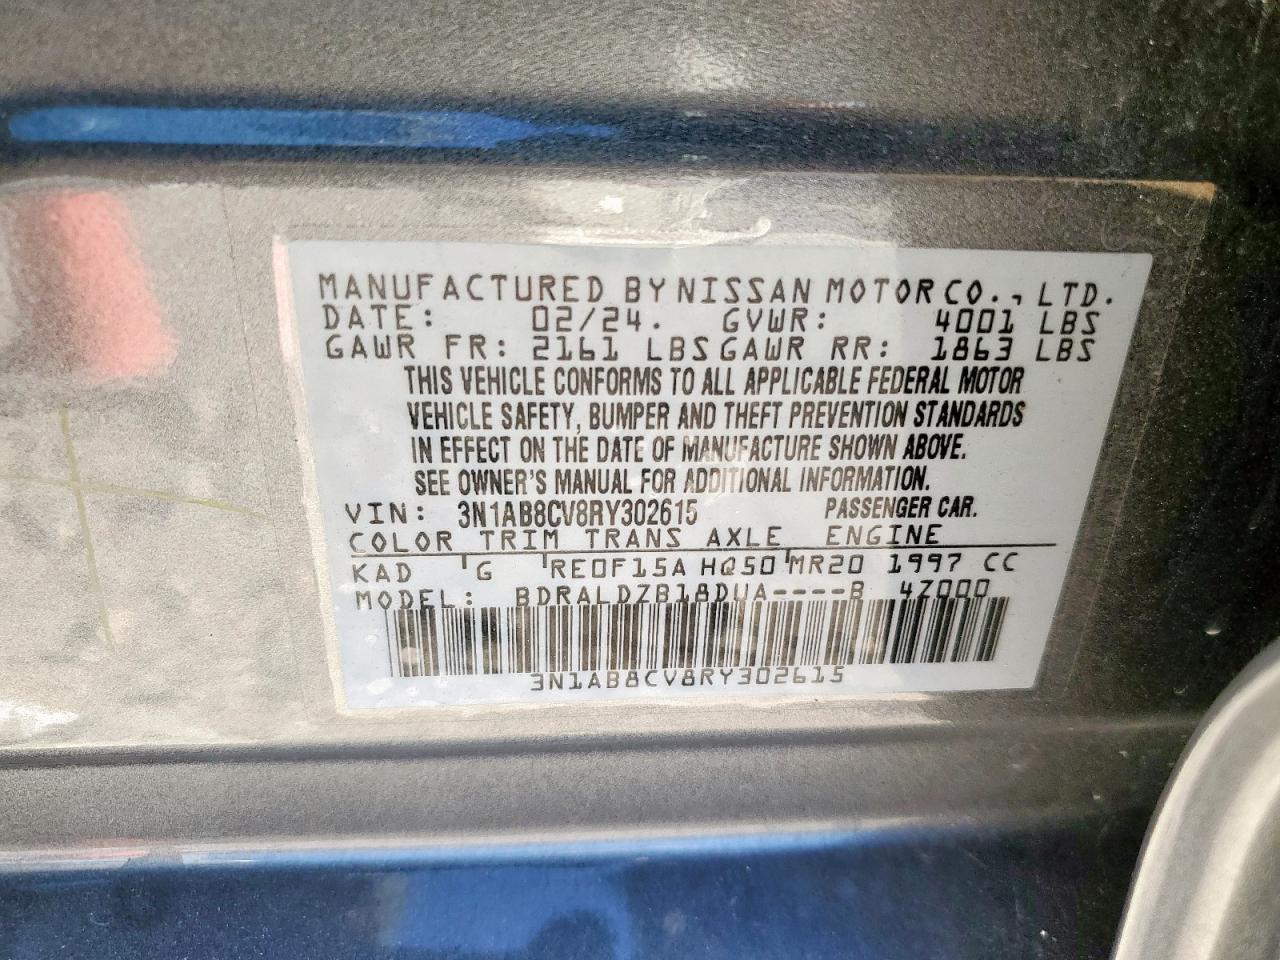 MANUFACTURED BY NISSAN MOTOR CO., LTD.
DATE: 02/24. GVWR: 4001 LBS
GAWR FR: 2161 LBS GAWR RR: 1863 LBS
THIS VEHICLE CONFORMS TO ALL APPLICABLE FEDERAL MOTOR
VEHICLE SAFETY, BUMPER AND THEFT PREVENTION STANDARDS
IN EFFECT ON THE DATE OF MANUFACTURE SHOWN ABOVE.
SEE OWNER'S MANUAL FOR ADDITIONAL INFORMATION.
VIN: 3N1AB8CV8RY302615 PASSENGER CAR.
COLOR TRIM TRANS AXLE ENGINE
KAD G RE0F15A HQ50 MR20 1997 CC
MODEL: BDRALDZB18DUA----B 4Z000
3N1AB8CV8RY302615